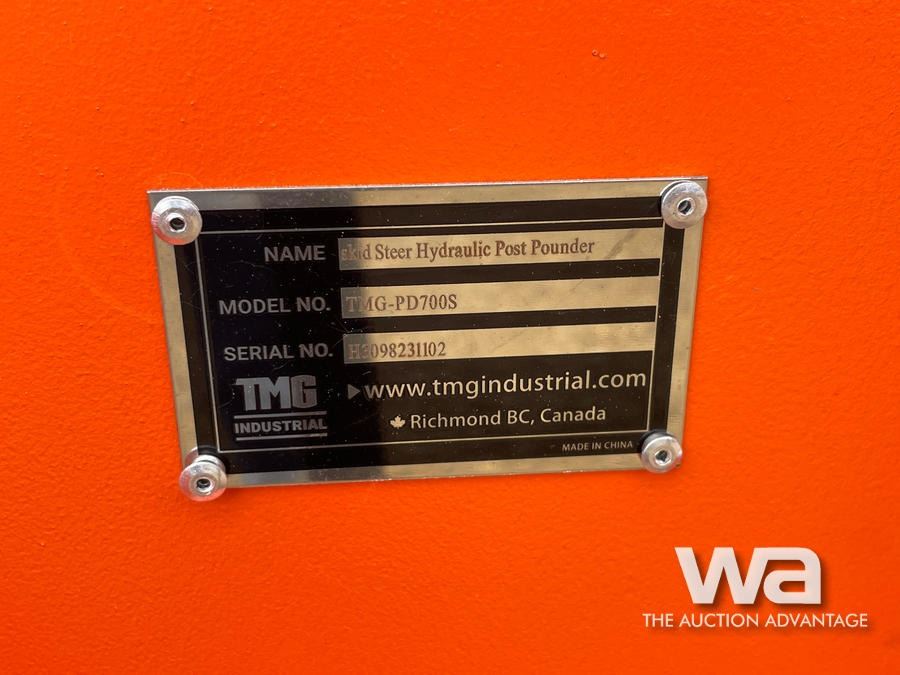 NAME skid Steer Hydraulic Post Pounder
MODEL NO. TMG-PD700S
SERIAL NO. H3098231102
TMG
INDUSTRIAL
www.tmgindustrial.com
Richmond BC, Canada
MADE IN CHINA
wa
THE AUCTION ADVANTAGE